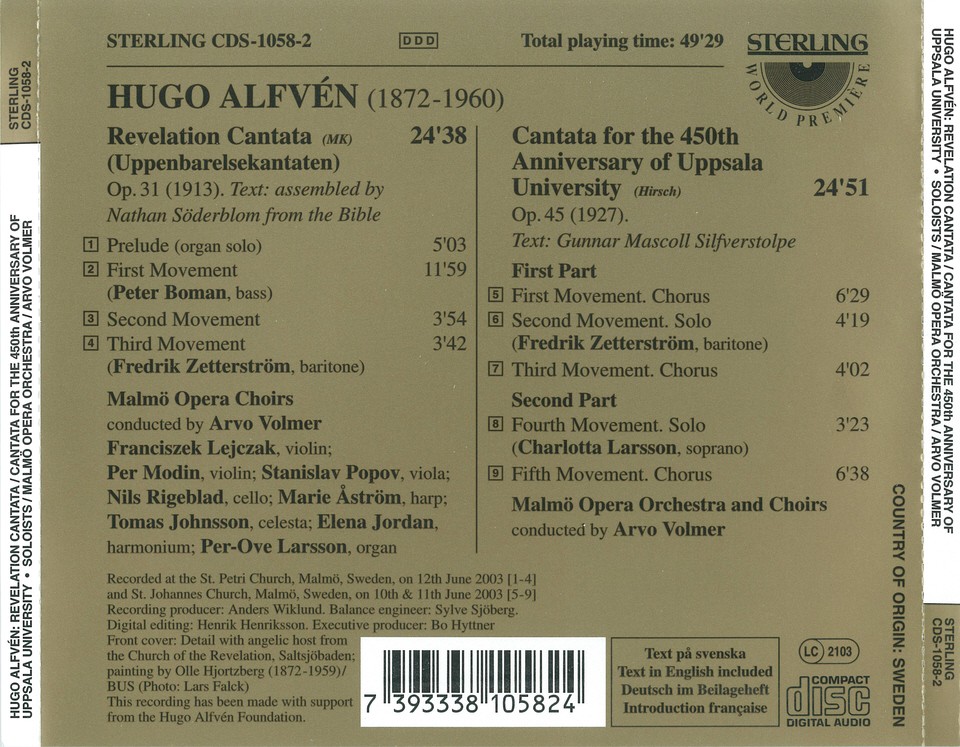 STERLING CDS-1058-2
DDD
Total playing time: 49'29
STERLING
WORLD PREMIÈRE
HUGO ALFVÉN (1872-1960)
Revelation Cantata (MK) 24'38
(Uppenbarelsekantaten)
Op. 31 (1913). Text: assembled by
Nathan Söderblom from the Bible
1 Prelude (organ solo) 5'03
2 First Movement 11'59
(Peter Boman, bass)
3 Second Movement 3'54
4 Third Movement 3'42
(Fredrik Zetterström, baritone)
Malmö Opera Choirs
conducted by Arvo Volmer
Franciszek Lejczak, violin;
Per Modin, violin; Stanislav Popov, viola;
Nils Rigeblad, cello; Marie Åström, harp;
Tomas Johnsson, celesta; Elena Jordan,
harmonium; Per-Ove Larsson, organ
Cantata for the 450th
Anniversary of Uppsala
University (Hirsch) 24'51
Op. 45 (1927).
Text: Gunnar Mascoll Silfverstolpe
First Part
5 First Movement. Chorus 6'29
6 Second Movement. Solo 4'19
(Fredrik Zetterström, baritone)
7 Third Movement. Chorus 4'02
Second Part
8 Fourth Movement. Solo 3'23
(Charlotta Larsson, soprano)
9 Fifth Movement. Chorus 6'38
Malmö Opera Orchestra and Choirs
conducted by Arvo Volmer
Recorded at the St. Petri Church, Malmö, Sweden, on 12th June 2003 [1-4]
and St. Johannes Church, Malmö, Sweden, on 10th & 11th June 2003 [5-9]
Recording producer: Anders Wiklund. Balance engineer: Sylve Sjöberg.
Digital editing: Henrik Henriksson. Executive producer: Bo Hyttner
Front cover: Detail with angelic host from
the Church of the Revelation, Saltsjöbaden;
painting by Olle Hjortzberg (1872-1959)/
BUS (Photo: Lars Falck)
This recording has been made with support
from the Hugo Alfvén Foundation.
7 393338 105824
Text på svenska
Text in English included
Deutsch im Beilageheft
Introduction française
LC 2103
COMPACT
disc
DIGITAL AUDIO
COUNTRY OF ORIGIN: SWEDEN
STERLING
CDS-1058-2
HUGO ALFVÉN: REVELATION CANTATA / CANTATA FOR THE 450th ANNIVERSARY OF
UPPSALA UNIVERSITY • SOLOISTS / MALMÖ OPERA ORCHESTRA / ARVO VOLMER
HUGO ALFVÉN: REVELATION CANTATA / CANTATA FOR THE 450th ANNIVERSARY OF
UPPSALA UNIVERSITY • SOLOISTS / MALMÖ OPERA ORCHESTRA / ARVO VOLMER
STERLING
CDS-1058-2